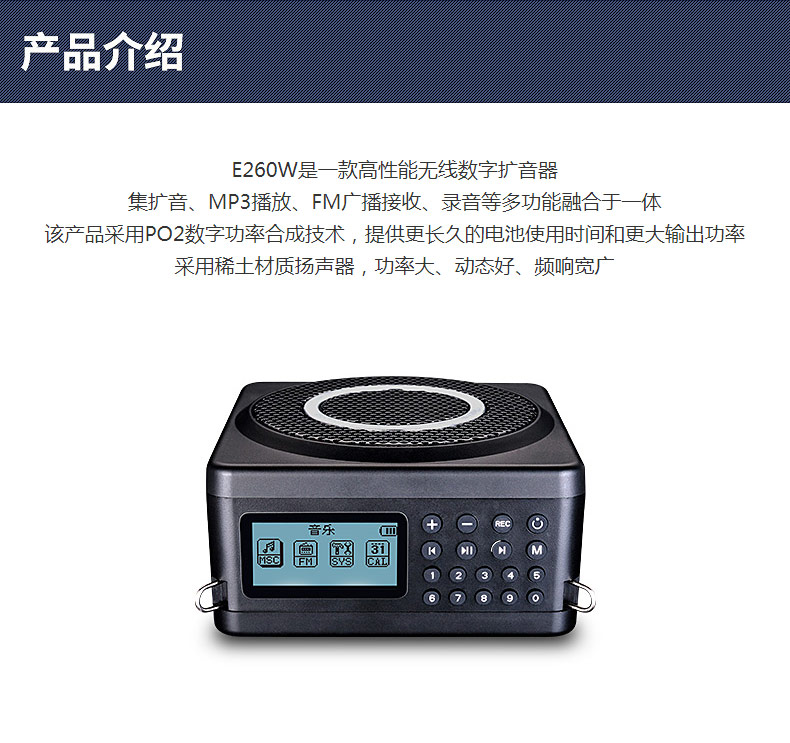 产品介绍
E260W是一款高性能无线数字扩音器
集扩音、MP3播放、FM广播接收、录音等多功能融合于一体
该产品采用PO2数字功率合成技术，提供更长久的电池使用时间和更大输出功率
采用稀土材质扬声器，功率大、动态好、频响宽广
音乐
31
MSC FM SYS CAL
+ − REC
M
1 2 3 4 5
6 7 8 9 0